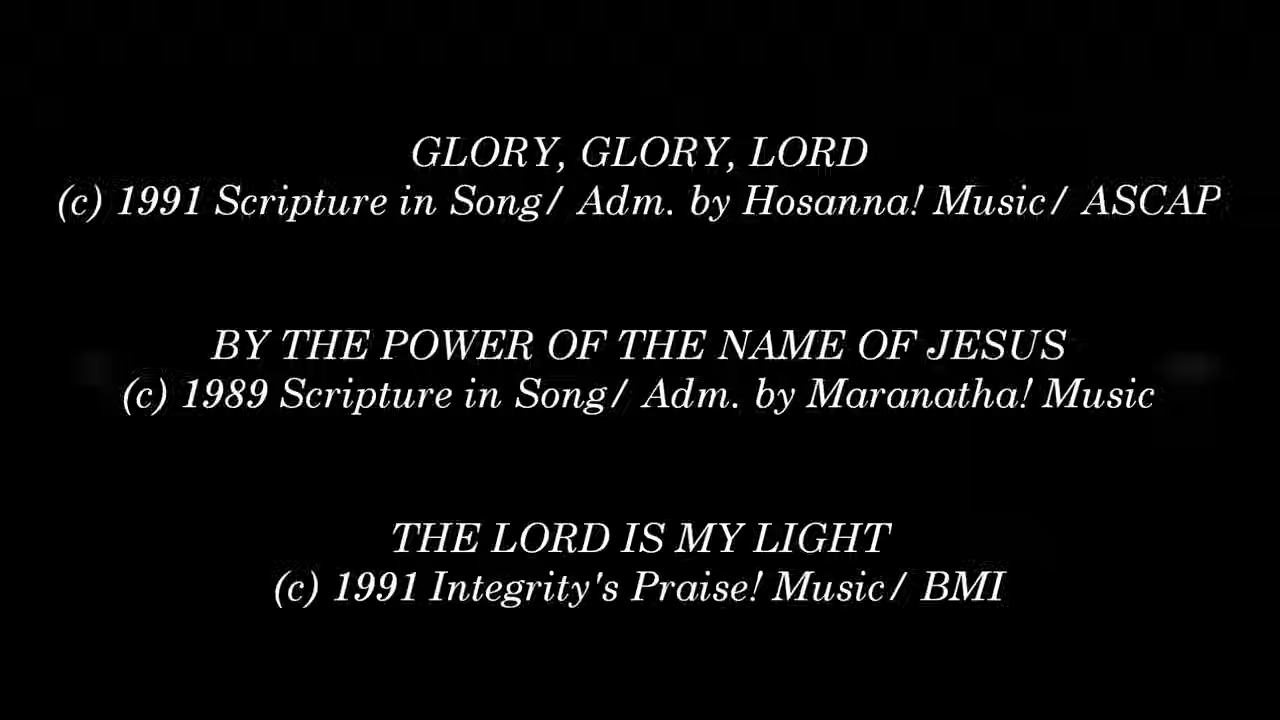 GLORY, GLORY, LORD
(c) 1991 Scripture in Song/ Adm. by Hosanna! Music/ ASCAP
BY THE POWER OF THE NAME OF JESUS
(c) 1989 Scripture in Song/ Adm. by Maranatha! Music
THE LORD IS MY LIGHT
(c) 1991 Integrity's Praise! Music/ BMI